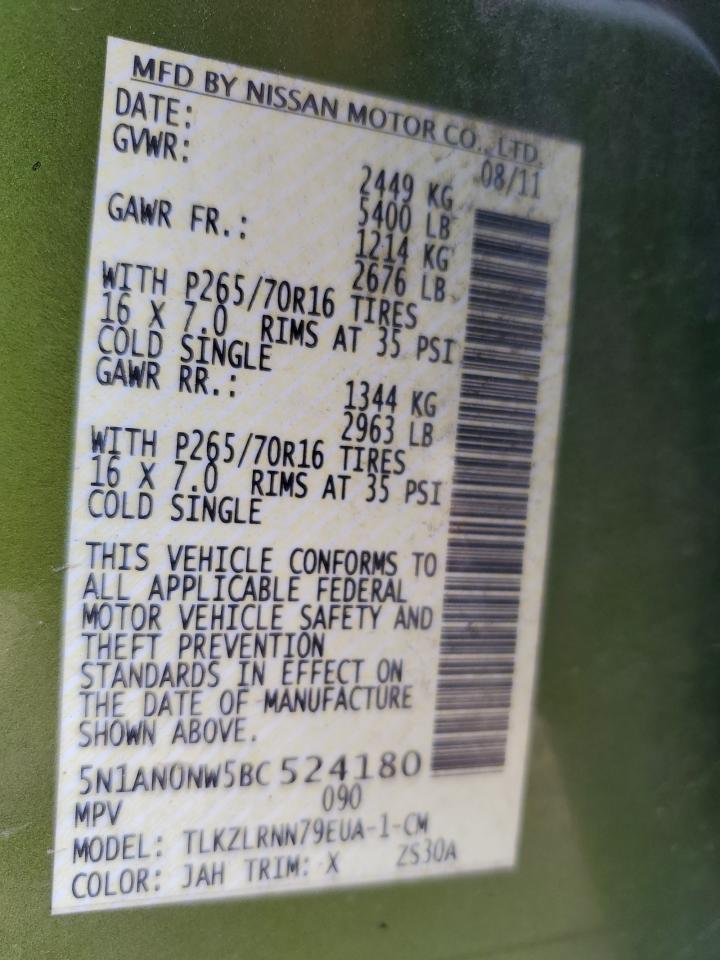 MFD BY NISSAN MOTOR CO., LTD.
DATE: 08/11
GVWR: 2449 KG
5400 LB
GAWR FR.: 1214 KG
2676 LB
WITH P265/70R16 TIRES
16 X 7.0 RIMS AT 35 PSI
COLD SINGLE
GAWR RR.: 1344 KG
2963 LB
WITH P265/70R16 TIRES
16 X 7.0 RIMS AT 35 PSI
COLD SINGLE
THIS VEHICLE CONFORMS TO
ALL APPLICABLE FEDERAL
MOTOR VEHICLE SAFETY AND
THEFT PREVENTION
STANDARDS IN EFFECT ON
THE DATE OF MANUFACTURE
SHOWN ABOVE.
5N1AN0NW5BC 524180
MPV 090
MODEL: TLKZLRNN79EUA-1-CM
COLOR: JAH TRIM: X ZS30A